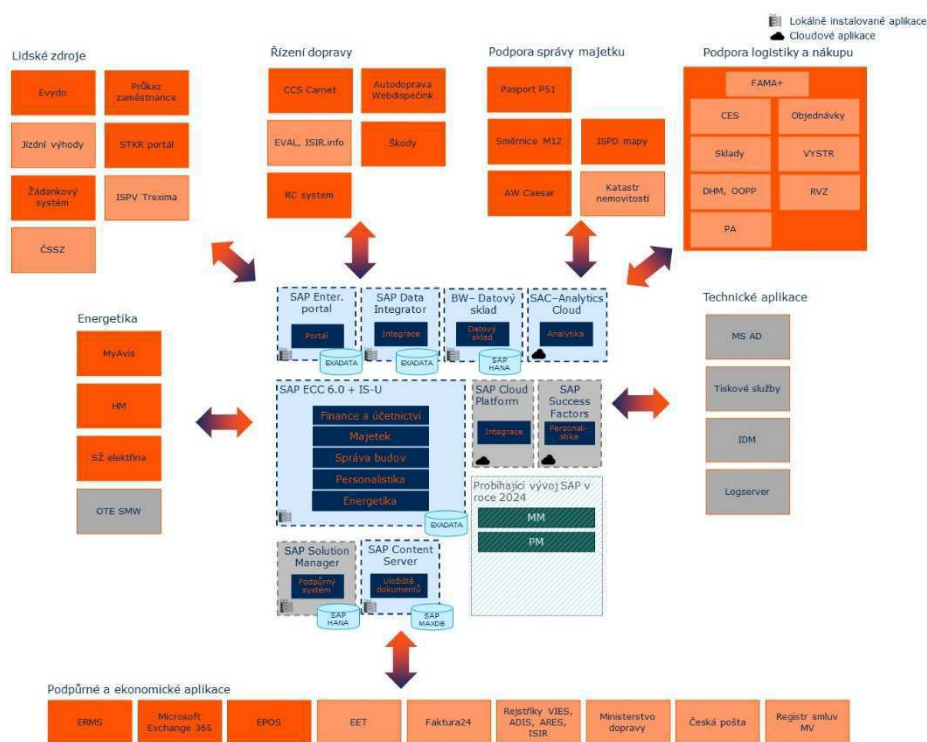 Lokálně instalované aplikace
Cloudové aplikace
Lidské zdroje
Evydo
Průkaz
zaměstnance
Jízdní výhody
STKR portál
Žádankový
systém
ISPV Trexima
ČSSZ
Řízení dopravy
CCS Carnet
Autodoprava
Webdispečink
EVAL, ISIR.info
Škody
RC system
Podpora správy majetku
Pasport PS1
Směrnice M12
ISPD mapy
AW Caesar
Katastr
nemovitostí
Podpora logistiky a nákupu
FAMA+
CES
Objednávky
Sklady
VYSTR
DHM, OOPP
RVZ
PA
SAP Enter.
portal
Portál
EXADATA
SAP Data
Integrator
Integrace
EXADATA
BW– Datový
sklad
Datový
sklad
SAP
HANA
SAC–Analytics
Cloud
Analytika
Energetika
MyAvis
HM
SŽ elektřina
OTE SMW
SAP ECC 6.0 + IS-U
Finance a účetnictví
Majetek
Správa budov
Personalistika
Energetika
EXADATA
SAP Cloud
Platform
Integrace
SAP
Success
Factors
Personali-
stika
Probíhající vývoj SAP v
roce 2024
MM
PM
Technické aplikace
MS AD
Tiskové služby
IDM
Logserver
SAP Solution
Manager
Podpůrný
systém
SAP
HANA
SAP Content
Server
Uložiště
dokumentů
SAP
MAXDB
Podpůrné a ekonomické aplikace
ERMS
Microsoft
Exchange 365
EPOS
EET
Faktura24
Rejstříky VIES,
ADIS, ARES,
ISIR
Ministerstvo
dopravy
Česká pošta
Registr smluv
MV